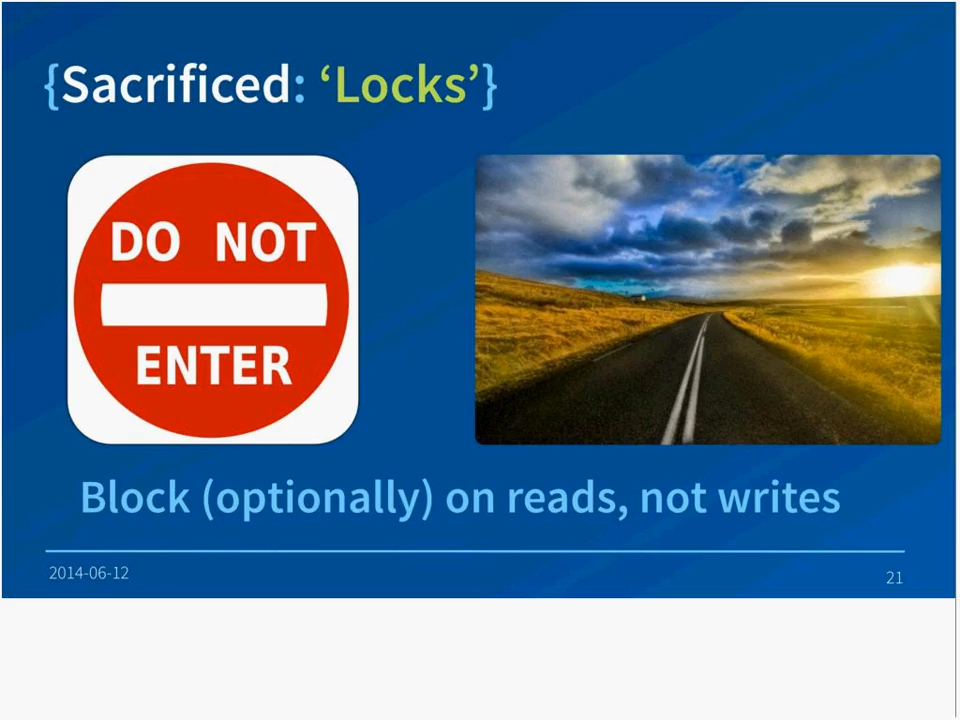 {Sacrificed: ‘Locks’}
DO NOT
ENTER
Block (optionally) on reads, not writes
2014-06-12
21